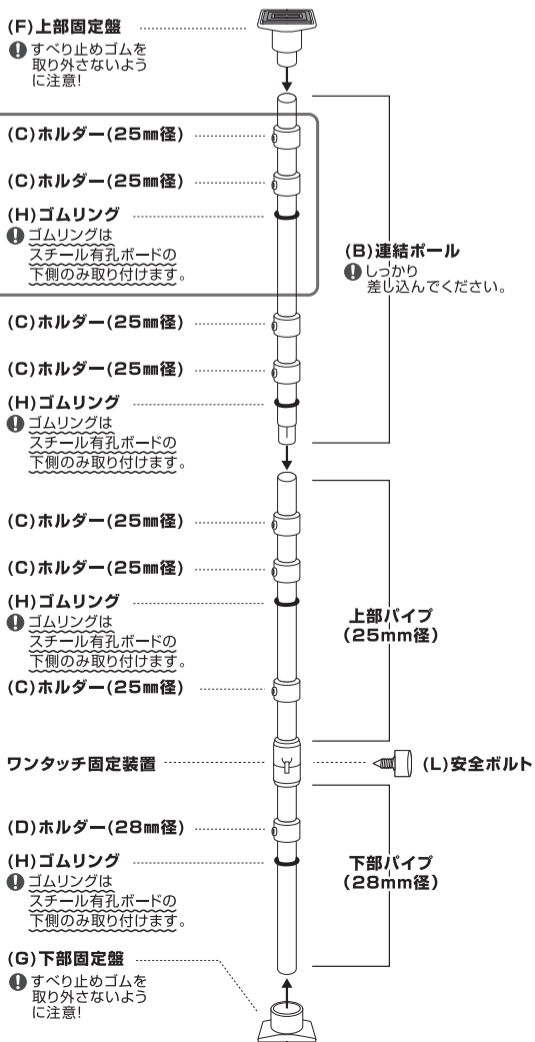 (F)上部固定盤
すべり止めゴムを
取り外さないよう
に注意!
(C)ホルダー(25㎜径)
(C)ホルダー(25㎜径)
(H)ゴムリング
ゴムリングは
スチール有孔ボードの
下側のみ取り付けます。
(B)連結ポール
しっかり
差し込んでください。
(C)ホルダー(25㎜径)
(C)ホルダー(25㎜径)
(H)ゴムリング
ゴムリングは
スチール有孔ボードの
下側のみ取り付けます。
(C)ホルダー(25㎜径)
(C)ホルダー(25㎜径)
(H)ゴムリング
ゴムリングは
スチール有孔ボードの
下側のみ取り付けます。
上部パイプ
(25mm径)
(C)ホルダー(25㎜径)
ワンタッチ固定装置
(L)安全ボルト
(D)ホルダー(28㎜径)
(H)ゴムリング
ゴムリングは
スチール有孔ボードの
下側のみ取り付けます。
下部パイプ
(28mm径)
(G)下部固定盤
すべり止めゴムを
取り外さないよう
に注意!